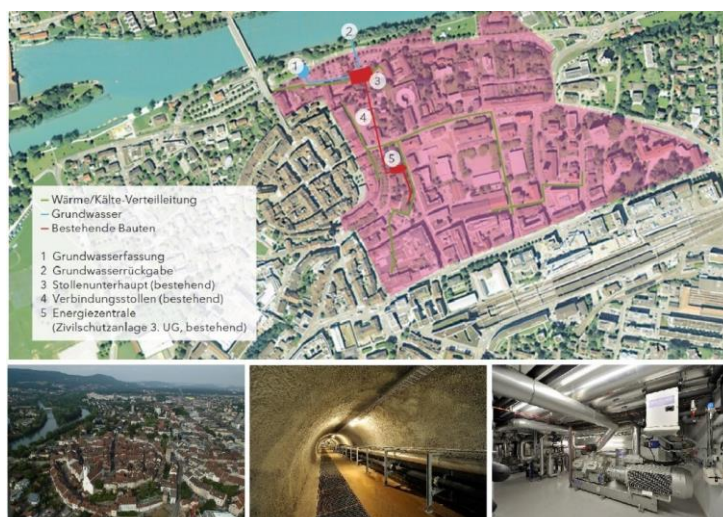 1
2
3
4
5
Wärme/Kälte-Verteilleitung
Grundwasser
Bestehende Bauten
1 Grundwasserfassung
2 Grundwasserrückgabe
3 Stollenunterhaupt (bestehend)
4 Verbindungsstollen (bestehend)
5 Energiezentrale
(Zivilschutzanlage 3. UG, bestehend)